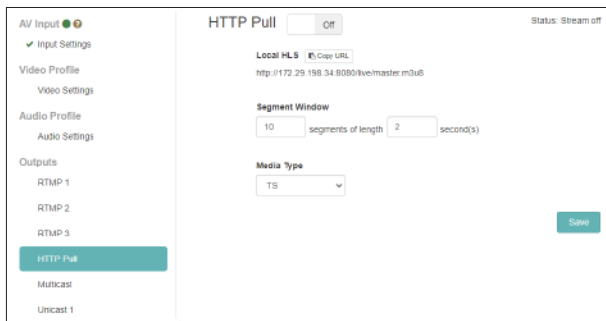 AV Input
Input Settings
Video Profile
Video Settings
Audio Profile
Audio Settings
Outputs
RTMP 1
RTMP 2
RTMP 3
HTTP Pull
Multicast
Unicast 1
HTTP Pull Off
Status: Stream off
Local HLS Copy URL
http://172.29.198.34:8080/live/master.m3u8
Segment Window
10 segments of length 2 second(s)
Media Type
TS
Save